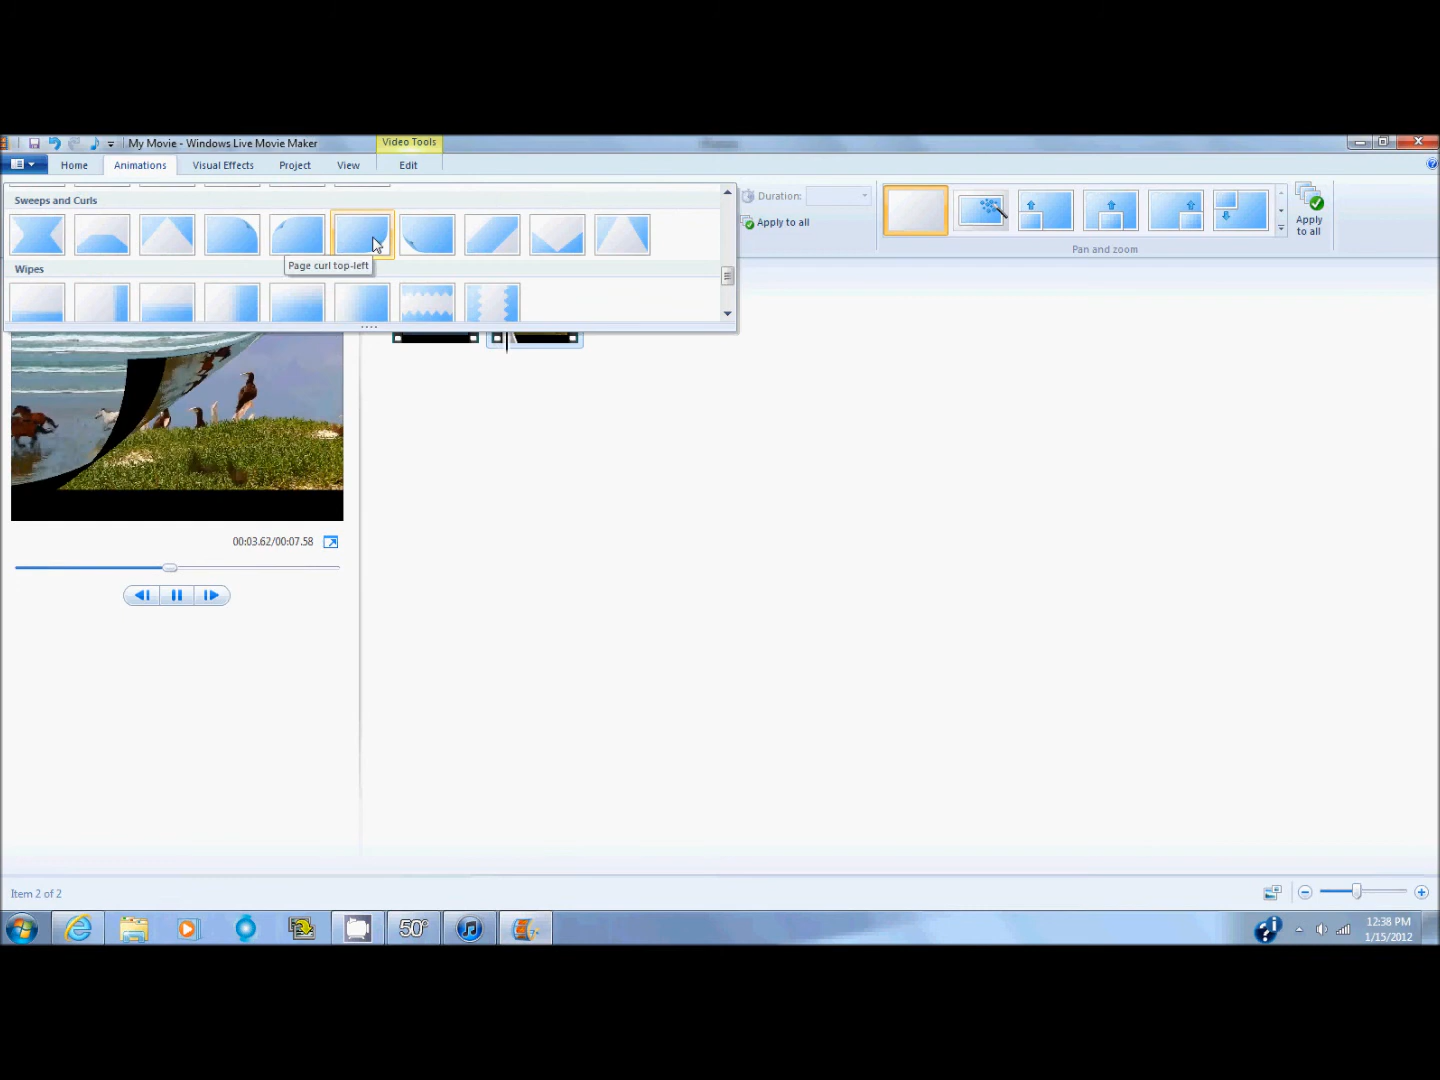 My Movie - Windows Live Movie Maker
Video Tools
Home
Animations
Visual Effects
Project
View
Edit
Sweeps and Curls
Duration:
Apply to all
Apply
to all
Page curl top-left
Pan and zoom
Wipes
00:03.62/00:07.58
Item 2 of 2
50°
12:38 PM
1/15/2012